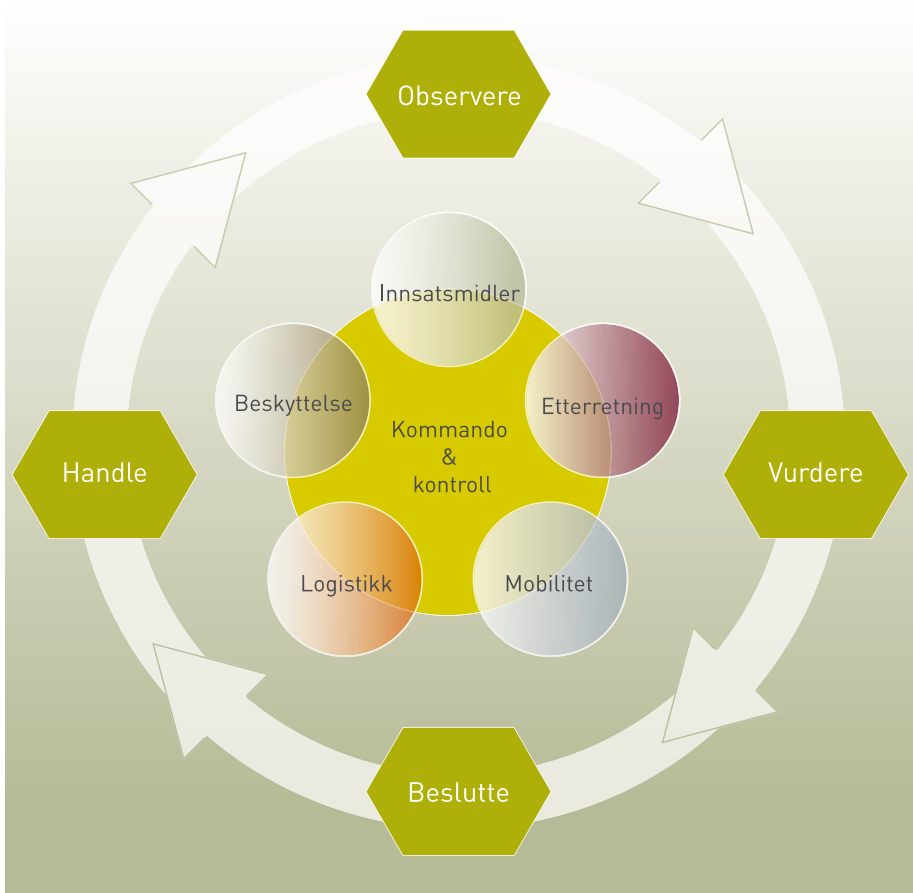 Observere
Innsatsmidler
Beskyttelse
Etterretning
Kommando
&
kontroll
Handle
Vurdere
Logistikk
Mobilitet
Beslutte